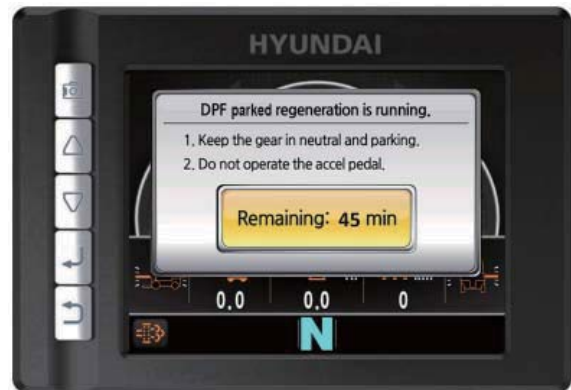 HYUNDAI
DPF parked regeneration is running.
1. Keep the gear in neutral and parking.
2. Do not operate the accel pedal.
Remaining: 45 min
0.0 0.0 0
N